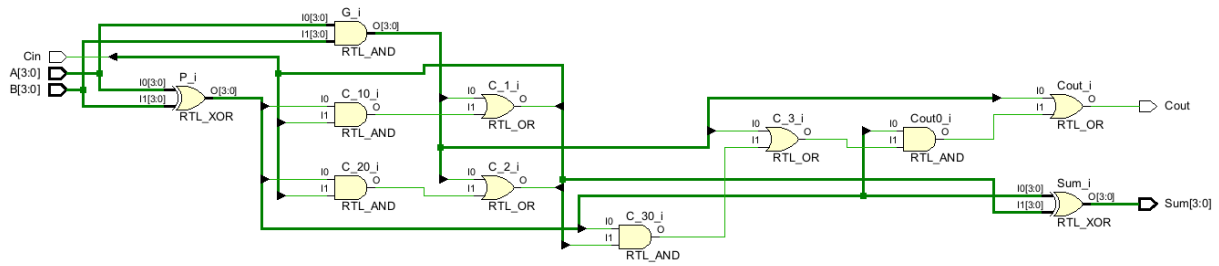 G_i
I0[3:0]
O[3:0]
I1[3:0]
RTL_AND
Cin
A[3:0]
B[3:0]
P_i
I0[3:0]
O[3:0]
I1[3:0]
RTL_XOR
C_10_i
I0
O
I1
RTL_AND
C_1_i
I0
O
I1
RTL_OR
C_20_i
I0
O
I1
RTL_AND
C_2_i
I0
O
I1
RTL_OR
C_30_i
I0
O
I1
RTL_AND
C_3_i
I0
O
I1
RTL_OR
Cout0_i
I0
O
I1
RTL_AND
Cout_i
I0
O
I1
RTL_OR
Cout
Sum_i
I0[3:0]
O[3:0]
I1[3:0]
RTL_XOR
Sum[3:0]